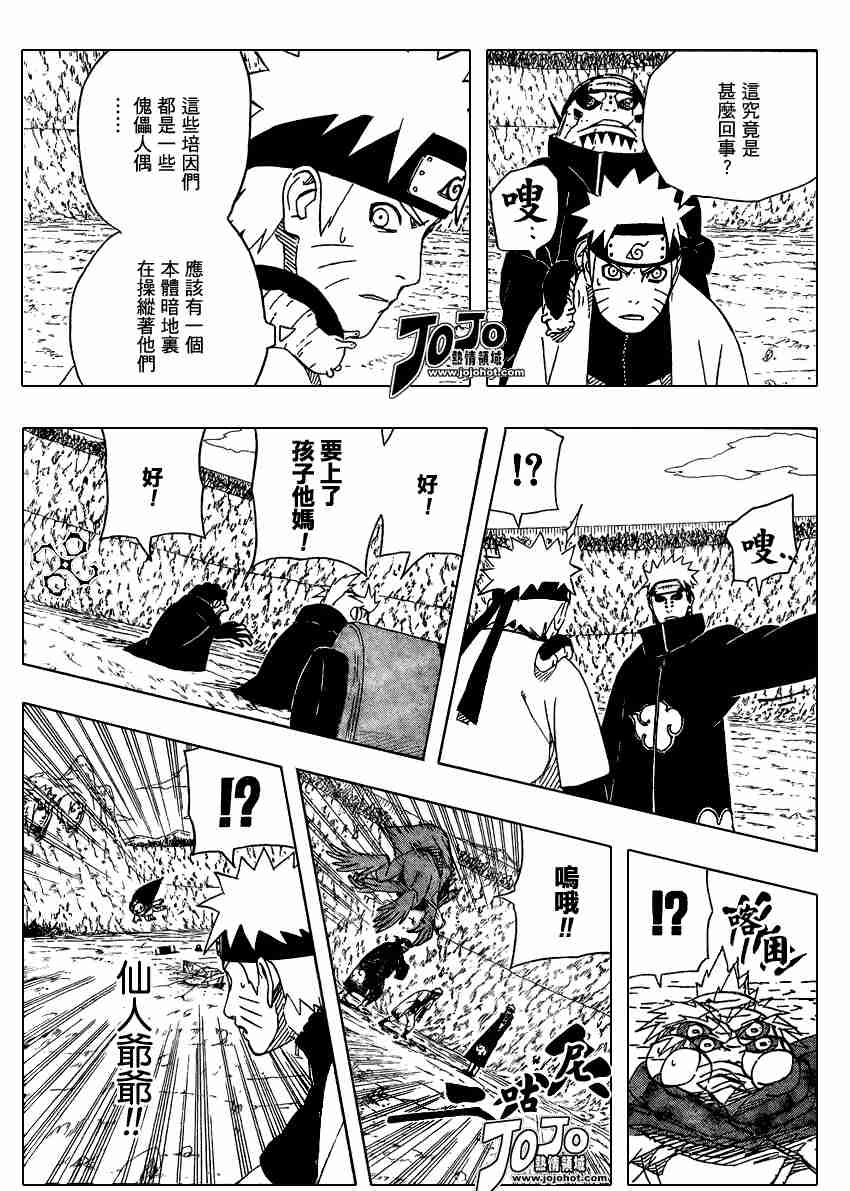 這究竟是
甚麼回事？
嗖…
這些培因們
都是一些
傀儡人偶
……
應該有一個
本體暗地裏
在操縱著他們
JOJO
熱情領域
www.jojohot.com
嗖…
!?
好！
要上了
孩子他媽！
好！
喀
!?
嗚哦!!
咕
!?
仙人爺爺!!
JOJO
熱情領域
www.jojohot.com